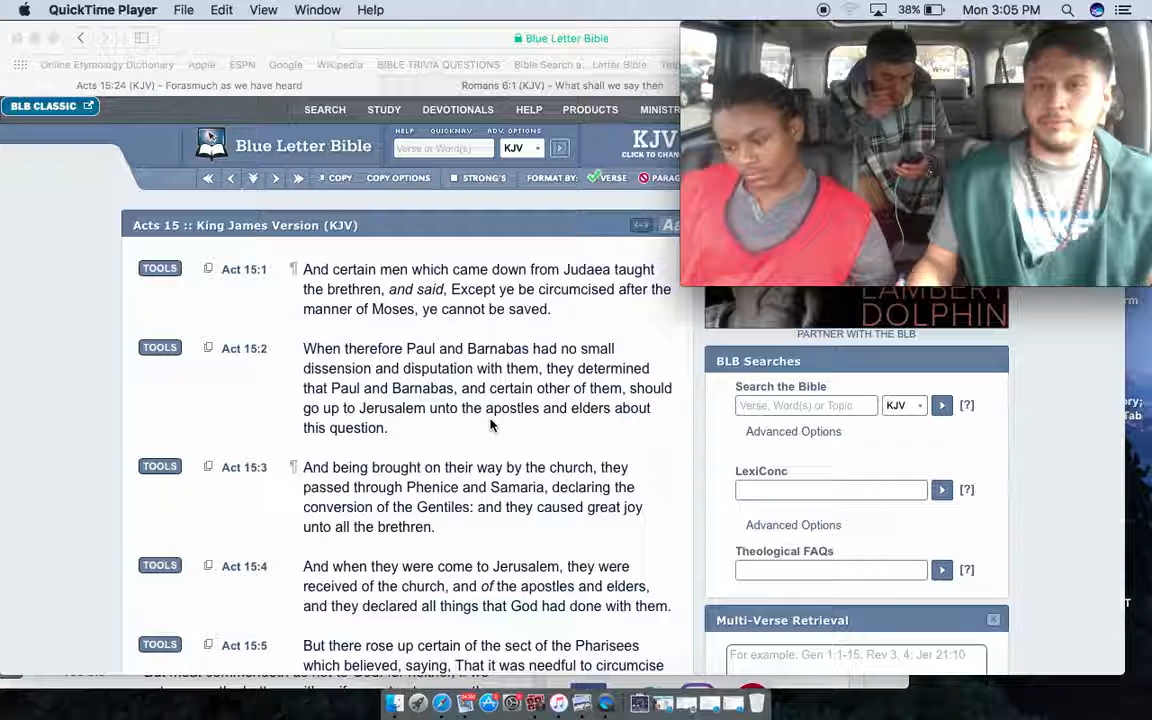 QuickTime Player File Edit View Window Help 38% Mon 3:05 PM
Blue Letter Bible
Online Etymology Dictionary Apple ESPN Google Wikipedia BIBLE TRIVIA QUESTIONS Bible Search a. Letter Bible
Acts 15:24 (KJV) – Forasmuch as we have heard Romans 6:1 (KJV) – What shall we say then
BLB CLASSIC SEARCH STUDY DEVOTIONALS HELP PRODUCTS MINISTR
HELP QUICKNAV ADV. OPTIONS
Blue Letter Bible Verse or Word(s) KJV KJV
CLICK TO CHAN
COPY COPY OPTIONS STRONG'S FORMAT BY: VERSE PARAG
Acts 15 :: King James Version (KJV) Aa
TOOLS Act 15:1 ¶ And certain men which came down from Judaea taught
the brethren, and said, Except ye be circumcised after the
manner of Moses, ye cannot be saved.
TOOLS Act 15:2 When therefore Paul and Barnabas had no small
dissension and disputation with them, they determined
that Paul and Barnabas, and certain other of them, should
go up to Jerusalem unto the apostles and elders about
this question.
TOOLS Act 15:3 ¶ And being brought on their way by the church, they
passed through Phenice and Samaria, declaring the
conversion of the Gentiles: and they caused great joy
unto all the brethren.
TOOLS Act 15:4 And when they were come to Jerusalem, they were
received of the church, and of the apostles and elders,
and they declared all things that God had done with them.
TOOLS Act 15:5 But there rose up certain of the sect of the Pharisees
which believed, saying, That it was needful to circumcise
LAMBERT
DOLPHIN
PARTNER WITH THE BLB
BLB Searches
Search the Bible
Verse, Word(s) or Topic KJV [?]
Advanced Options
LexiConc
[?]
Advanced Options
Theological FAQs
[?]
Multi-Verse Retrieval
For example. Gen 1:1-15, Rev 3, 4; Jer 21:10
ory;
Tab